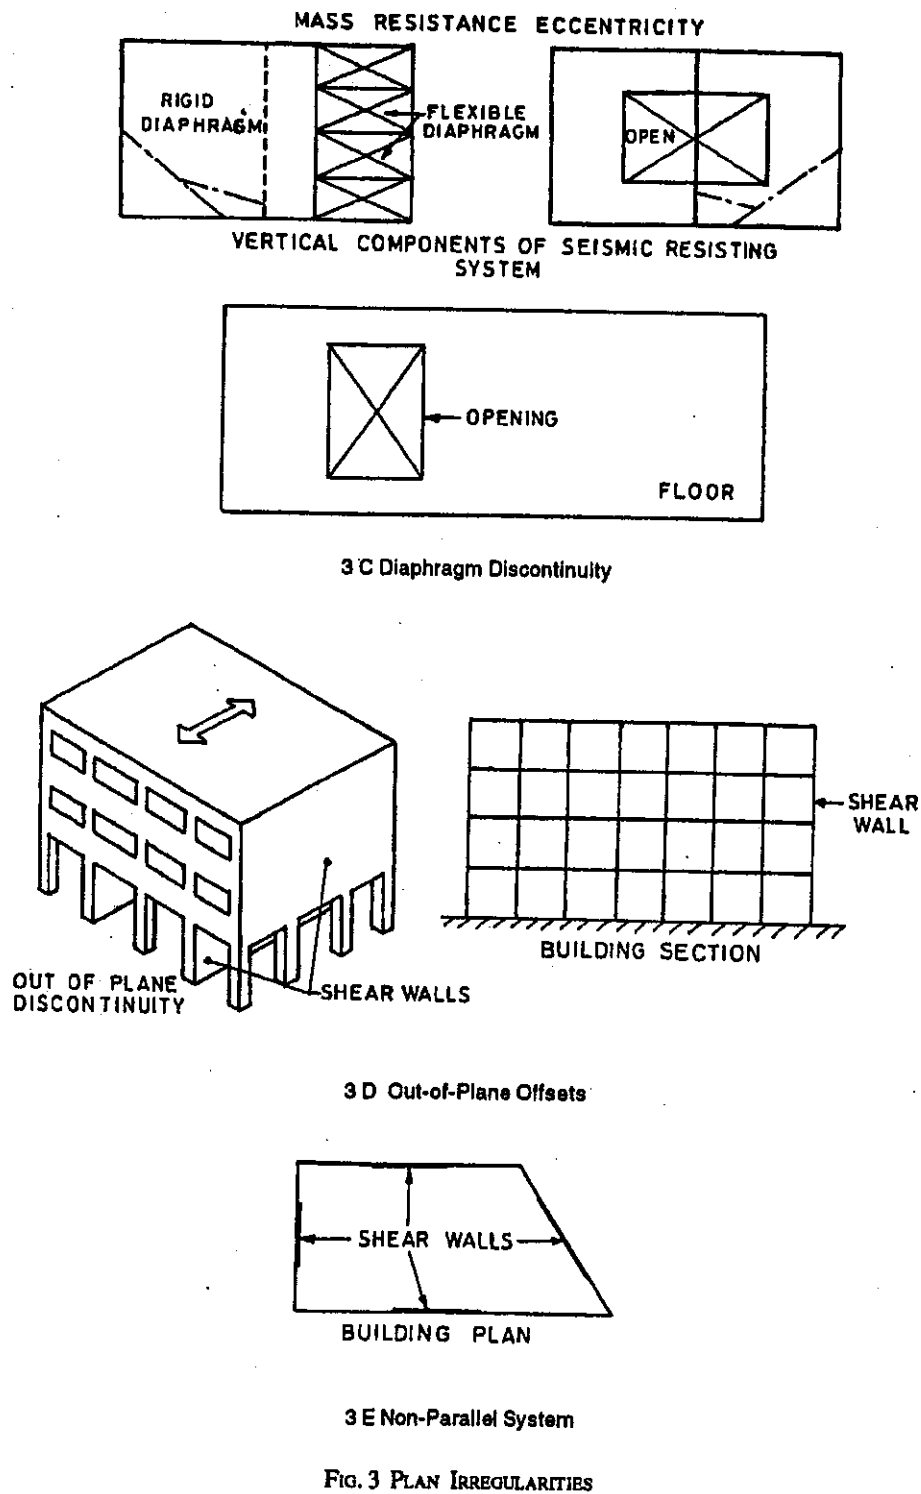 MASS RESISTANCE ECCENTRICITY
RIGID
DIAPHRAGM
FLEXIBLE
DIAPHRAGM
OPEN
VERTICAL COMPONENTS OF SEISMIC RESISTING
SYSTEM
OPENING
FLOOR
3 C Diaphragm Discontinuity
SHEAR
WALL
BUILDING SECTION
OUT OF PLANE
DISCONTINUITY
SHEAR WALLS
3 D Out-of-Plane Offsets
SHEAR WALLS
BUILDING PLAN
3 E Non-Parallel System
FIG. 3 PLAN IRREGULARITIES